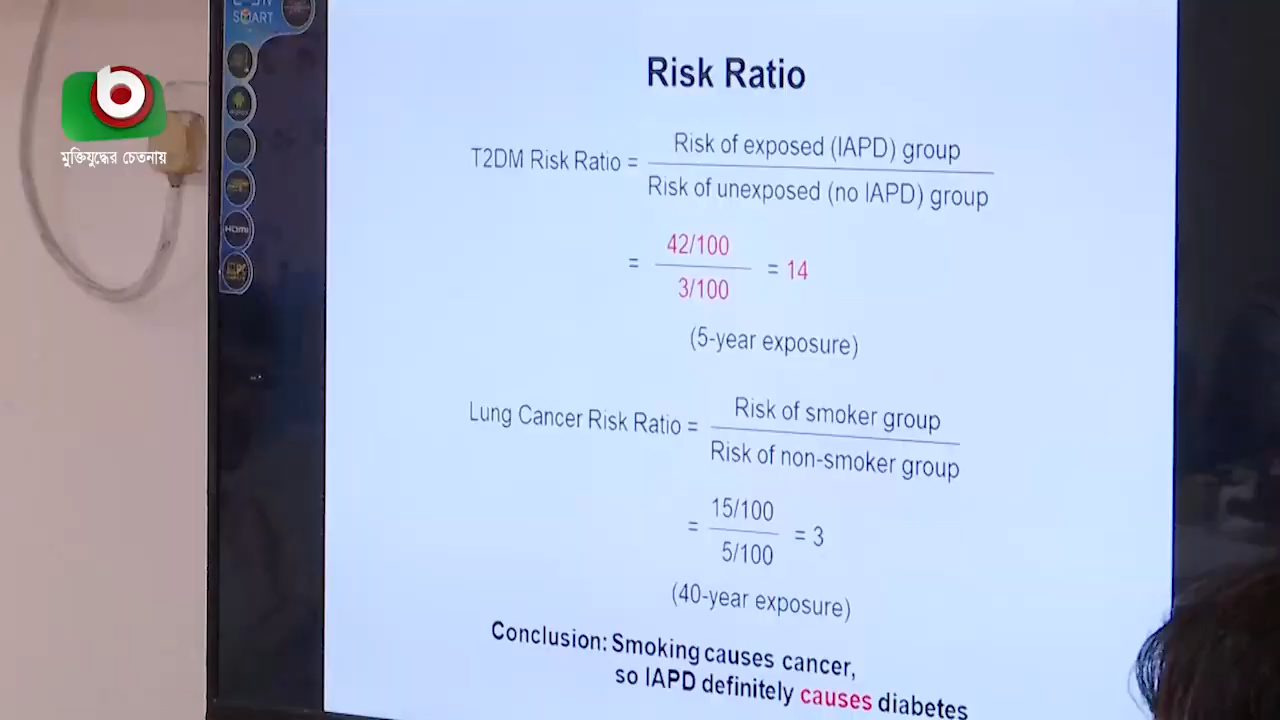 SMART
মুক্তিযুদ্ধের চেতনায়
HDMI
Risk Ratio
T2DM Risk Ratio = Risk of exposed (IAPD) group
Risk of unexposed (no IAPD) group
= 42/100
3/100
= 14
(5-year exposure)
Lung Cancer Risk Ratio = Risk of smoker group
Risk of non-smoker group
= 15/100
5/100
= 3
(40-year exposure)
Conclusion: Smoking causes cancer,
so IAPD definitely causes diabetes